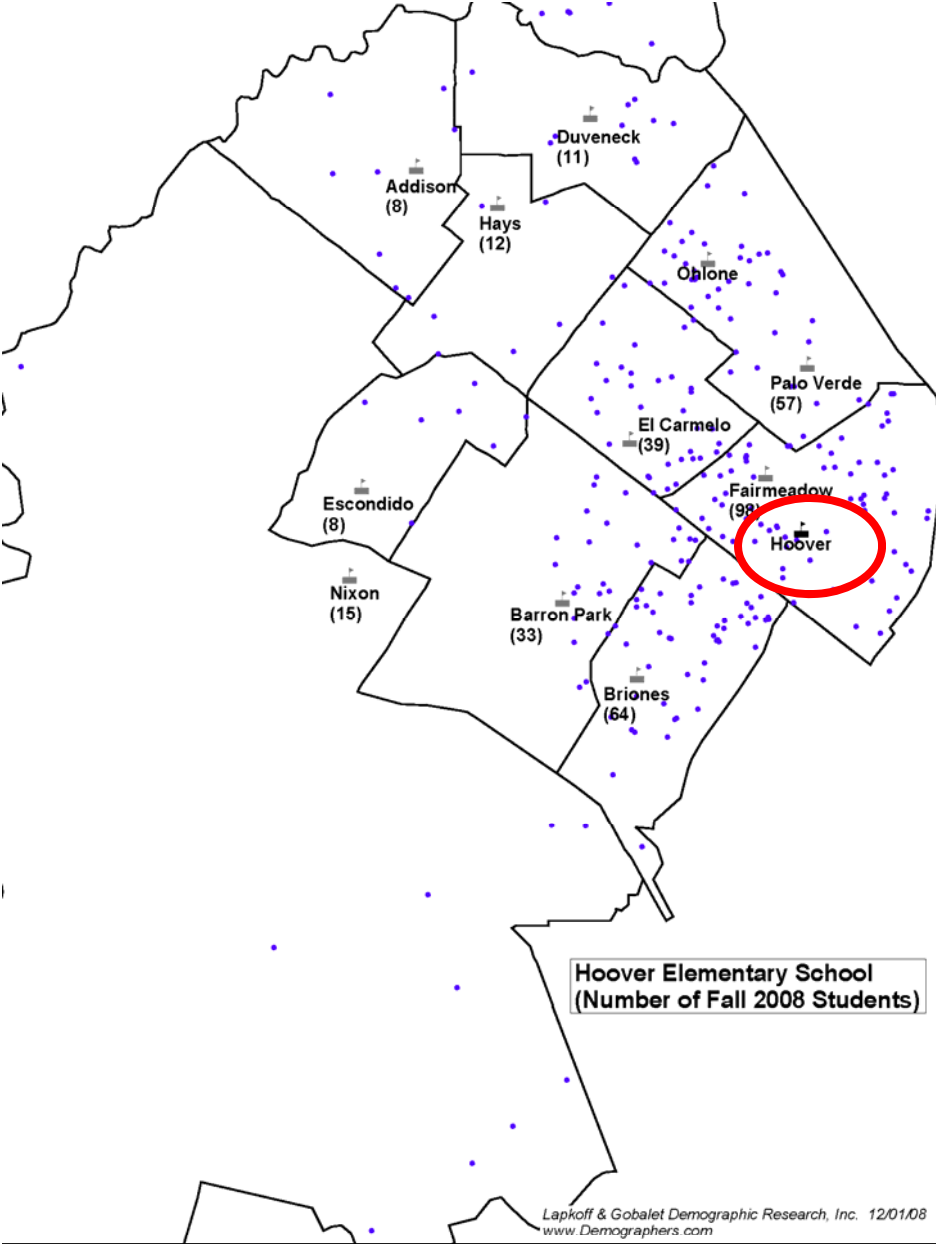 Duveneck
(11)
Addison
(8)
Hays
(12)
Ohlone
Palo Verde
(57)
El Carmelo
(39)
Fairmeadow
(98)
Hoover
Escondido
(8)
Nixon
(15)
Barron Park
(33)
Briones
(64)
Hoover Elementary School
(Number of Fall 2008 Students)
Lapkoff & Gobalet Demographic Research, Inc. 12/01/08
www.Demographers.com